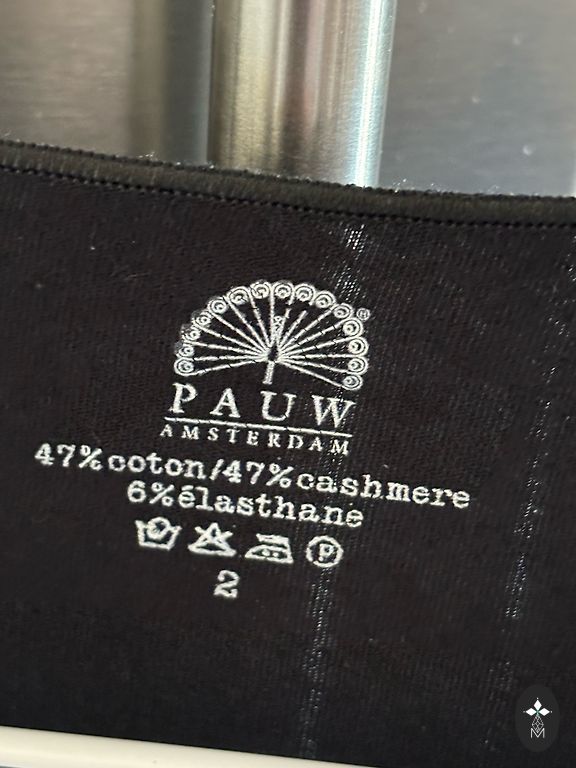 ®
PAUW
AMSTERDAM
47%coton/47%cashmere
6%élasthane
P
2
M